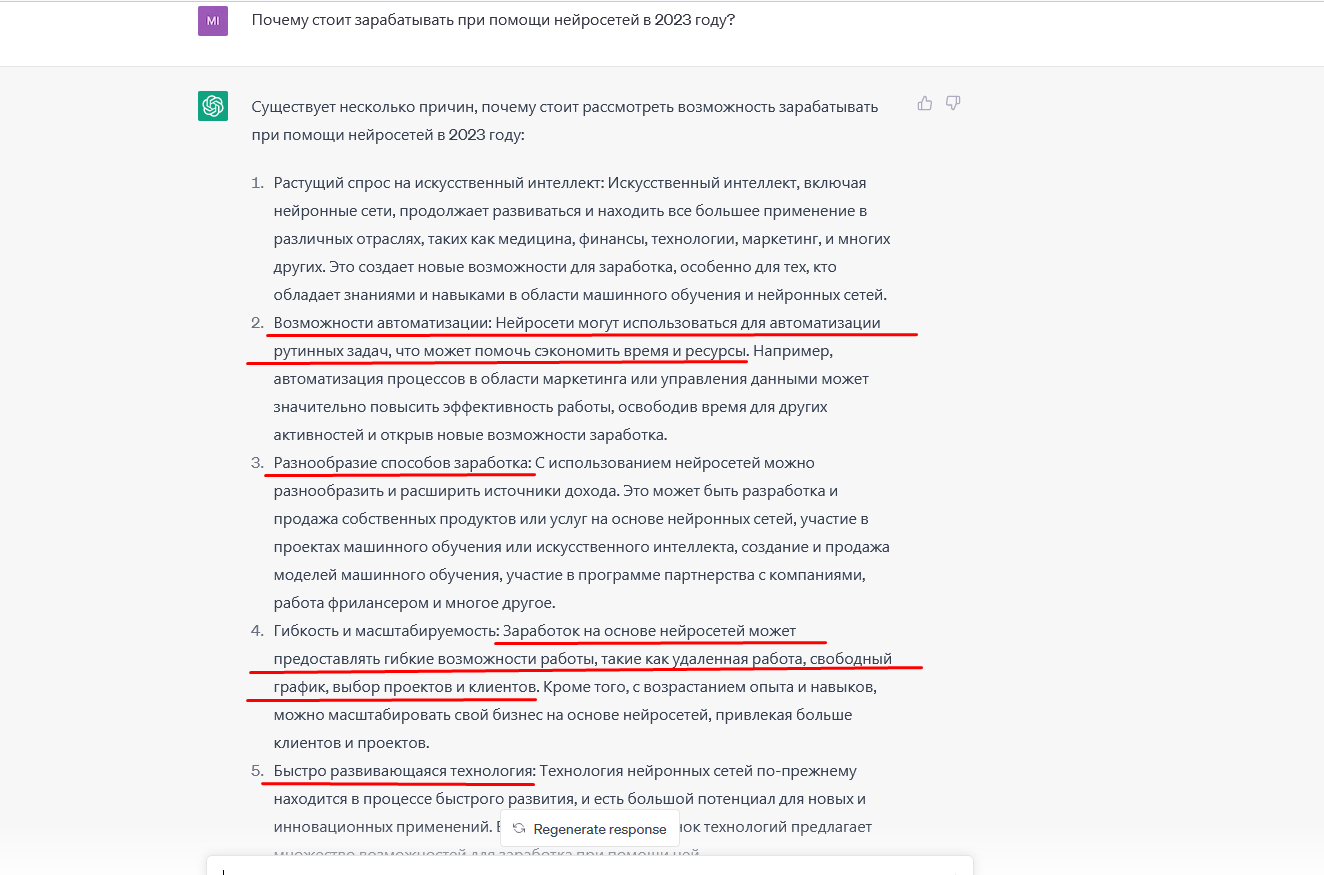 MI
Почему стоит зарабатывать при помощи нейросетей в 2023 году?
Существует несколько причин, почему стоит рассмотреть возможность зарабатывать
при помощи нейросетей в 2023 году:
1. Растущий спрос на искусственный интеллект: Искусственный интеллект, включая
нейронные сети, продолжает развиваться и находить все большее применение в
различных отраслях, таких как медицина, финансы, технологии, маркетинг, и многих
других. Это создает новые возможности для заработка, особенно для тех, кто
обладает знаниями и навыками в области машинного обучения и нейронных сетей.
2. Возможности автоматизации: Нейросети могут использоваться для автоматизации
рутинных задач, что может помочь сэкономить время и ресурсы. Например,
автоматизация процессов в области маркетинга или управления данными может
значительно повысить эффективность работы, освободив время для других
активностей и открыв новые возможности заработка.
3. Разнообразие способов заработка: С использованием нейросетей можно
разнообразить и расширить источники дохода. Это может быть разработка и
продажа собственных продуктов или услуг на основе нейронных сетей, участие в
проектах машинного обучения или искусственного интеллекта, создание и продажа
моделей машинного обучения, участие в программе партнерства с компаниями,
работа фрилансером и многое другое.
4. Гибкость и масштабируемость: Заработок на основе нейросетей может
предоставлять гибкие возможности работы, такие как удаленная работа, свободный
график, выбор проектов и клиентов. Кроме того, с возрастанием опыта и навыков,
можно масштабировать свой бизнес на основе нейросетей, привлекая больше
клиентов и проектов.
5. Быстро развивающаяся технология: Технология нейронных сетей по-прежнему
находится в процессе быстрого развития, и есть большой потенциал для новых и
инновационных применений. технологий предлагает
Regenerate response
множество возможностей для заработка при помощи ней